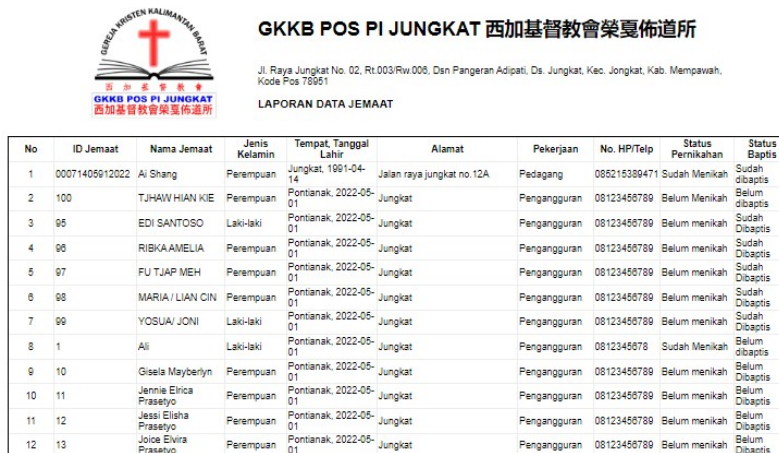 GEREJA KRISTEN KALIMANTAN BARAT
西 加 基 督 教 會
GKKB POS PI JUNGKAT
西加基督教會榮戛佈道所
GKKB POS PI JUNGKAT 西加基督教會榮戛佈道所
Jl. Raya Jungkat No. 02, Rt.003/Rw.006, Dsn Pangeran Adipati, Ds. Jungkat, Kec. Jongkat, Kab. Mempawah,
Kode Pos 78951
LAPORAN DATA JEMAAT
No ID Jemaat Nama Jemaat Jenis Kelamin Tempat, Tanggal Lahir Alamat Pekerjaan No. HP/Telp Status Pernikahan Status Baptis
1 00071405912022 Ai Shang Perempuan Jungkat, 1991-04-14 Jalan raya jungkat no.12A Pedagang 085215389471 Sudah Menikah Sudah dibaptis
2 100 TJHAW HIAN KIE Perempuan Pontianak, 2022-05-01 Jungkat Pengangguran 08123456789 Belum Menikah Belum dibaptis
3 95 EDI SANTOSO Laki-laki Pontianak, 2022-05-01 Jungkat Pengangguran 08123456789 Belum menikah Sudah Dibaptis
4 96 RIBKA AMELIA Perempuan Pontianak, 2022-05-01 Jungkat Pengangguran 08123456789 Belum menikah Sudah Dibaptis
5 97 FU TJAP MEH Perempuan Pontianak, 2022-05-01 Jungkat Pengangguran 08123456789 Belum menikah Sudah Dibaptis
6 98 MARIA / LIAN CIN Perempuan Pontianak, 2022-05-01 Jungkat Pengangguran 08123456789 Belum menikah Sudah Dibaptis
7 99 YOSUA/ JONI Laki-laki Pontianak, 2022-05-01 Jungkat Pengangguran 08123456789 Belum menikah Sudah Dibaptis
8 1 Ali Laki-laki Pontianak, 2022-05-01 Jungkat Pengangguran 0812345678 Sudah Menikah Belum dibaptis
9 10 Gisela Mayberlyn Perempuan Pontianak, 2022-05-01 Jungkat Pengangguran 08123456789 Belum menikah Belum Dibaptis
10 11 Jennie Elrica Prasetyo Perempuan Pontianak, 2022-05-01 Jungkat Pengangguran 08123456789 Belum menikah Belum Dibaptis
11 12 Jessi Elisha Prasetyo Perempuan Pontianak, 2022-05-01 Jungkat Pengangguran 08123456789 Belum menikah Belum Dibaptis
12 13 Joice Elvira Prasetyo Perempuan Pontianak, 2022-05-01 Jungkat Pengangguran 08123456789 Belum menikah Belum Dibaptis